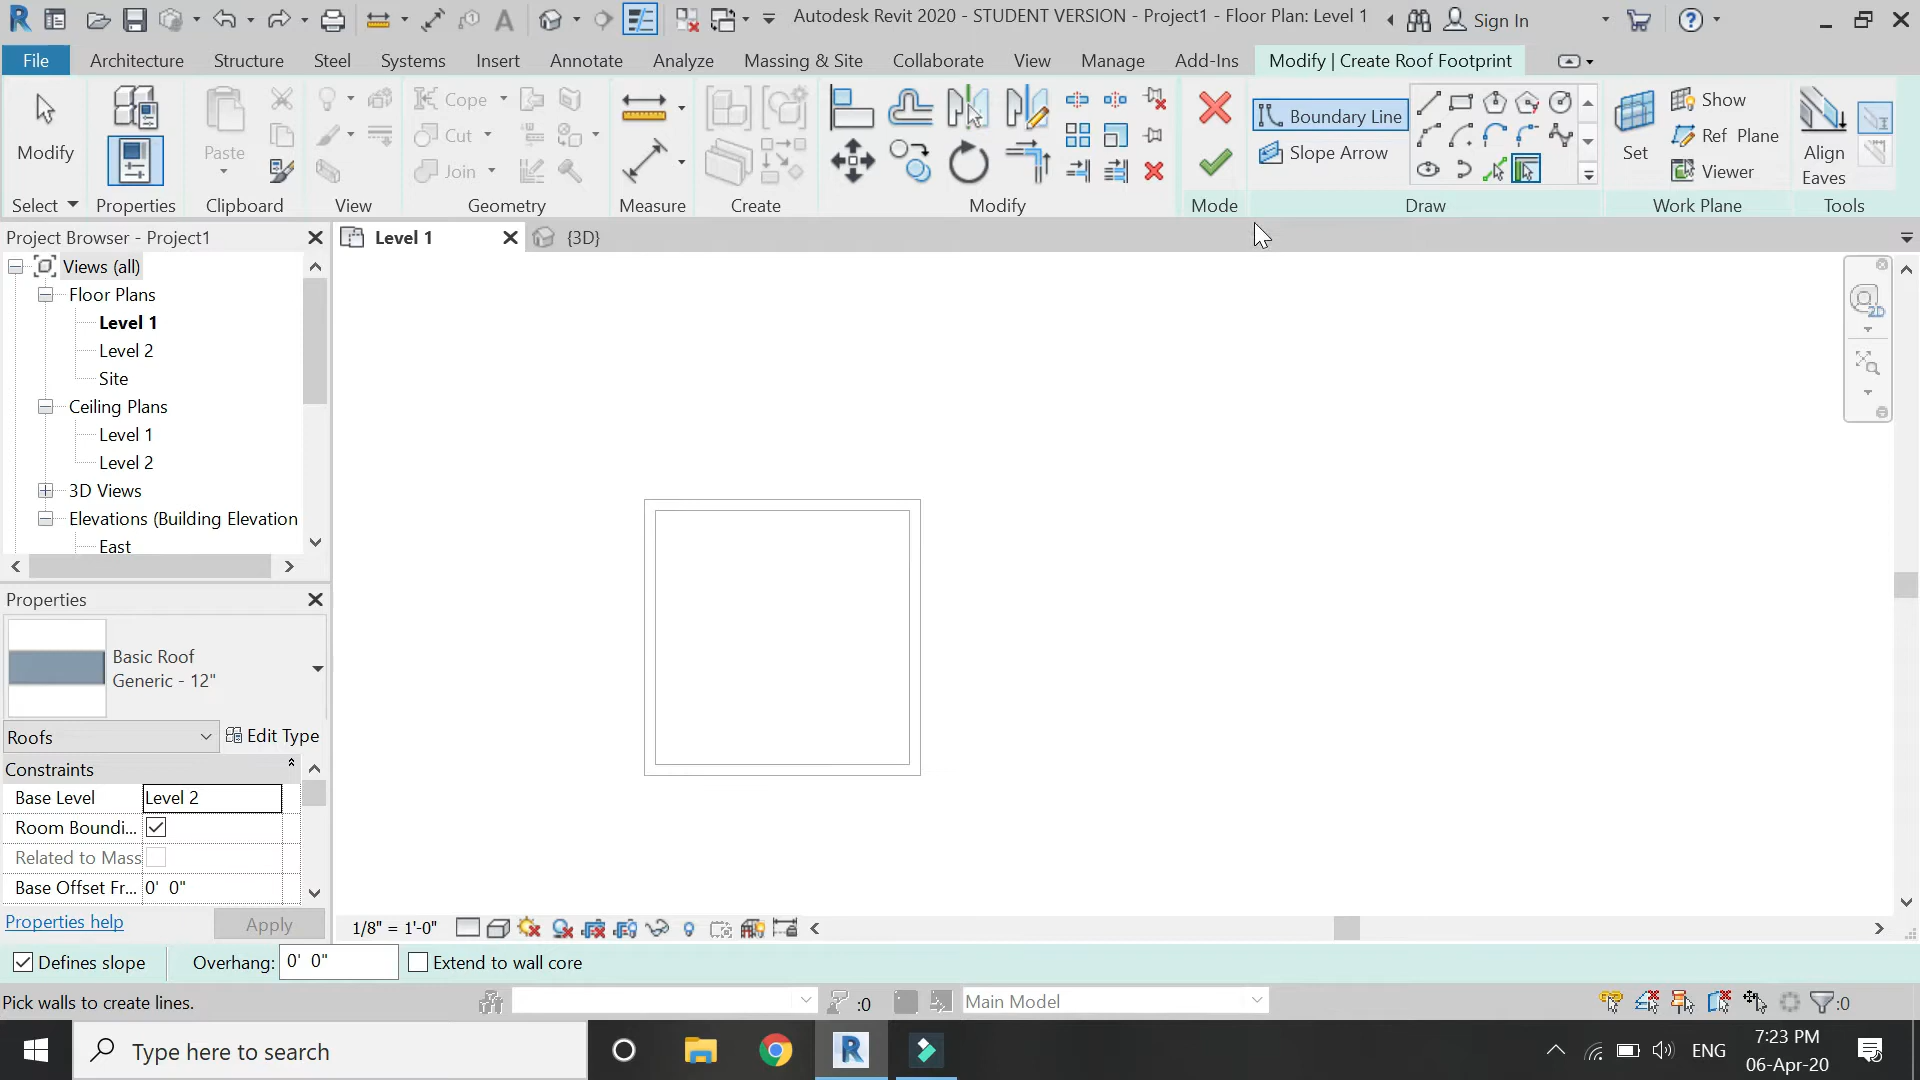 Autodesk Revit 2020 - STUDENT VERSION - Project1 - Floor Plan: Level 1
Sign In
File
Architecture
Structure
Steel
Systems
Insert
Annotate
Analyze
Massing & Site
Collaborate
View
Manage
Add-Ins
Modify | Create Roof Footprint
Modify
Paste
Cope
Cut
Join
Boundary Line
Slope Arrow
Set
Show
Ref Plane
Viewer
Align
Eaves
Select
Properties
Clipboard
View
Geometry
Measure
Create
Modify
Mode
Draw
Work Plane
Tools
Project Browser - Project1
Level 1
{3D}
Views (all)
Floor Plans
Level 1
Level 2
Site
Ceiling Plans
Level 1
Level 2
3D Views
Elevations (Building Elevation
East
2D
Properties
Basic Roof
Generic - 12"
Roofs
Edit Type
Constraints
Base Level
Level 2
Room Boundi...
Related to Mass
Base Offset Fr...
0' 0"
Properties help
Apply
1/8" = 1'-0"
Defines slope
Overhang:
0' 0"
Extend to wall core
Pick walls to create lines.
:0
Main Model
:0
Type here to search
ENG
7:23 PM
06-Apr-20